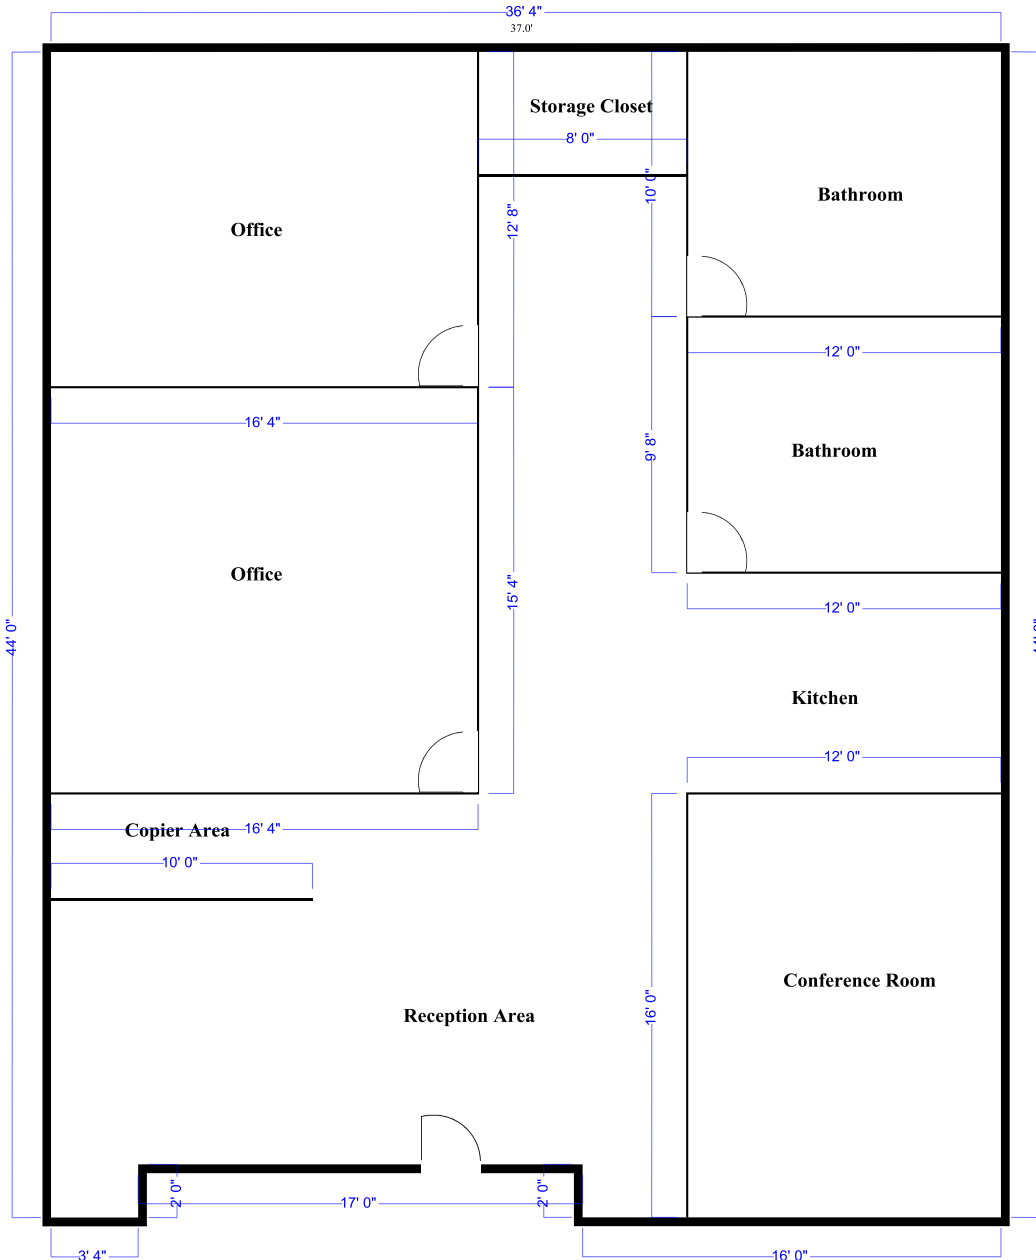 36' 4"
37.0'
Storage Closet
8' 0"
10' 0"
Bathroom
12' 8"
Office
12' 0"
16' 4"
9' 8"
Bathroom
Office
15' 4"
12' 0"
44' 0"
Kitchen
12' 0"
Copier Area
16' 4"
10' 0"
Conference Room
16' 0"
Reception Area
2' 0"
17' 0"
2' 0"
3' 4"
16' 0"